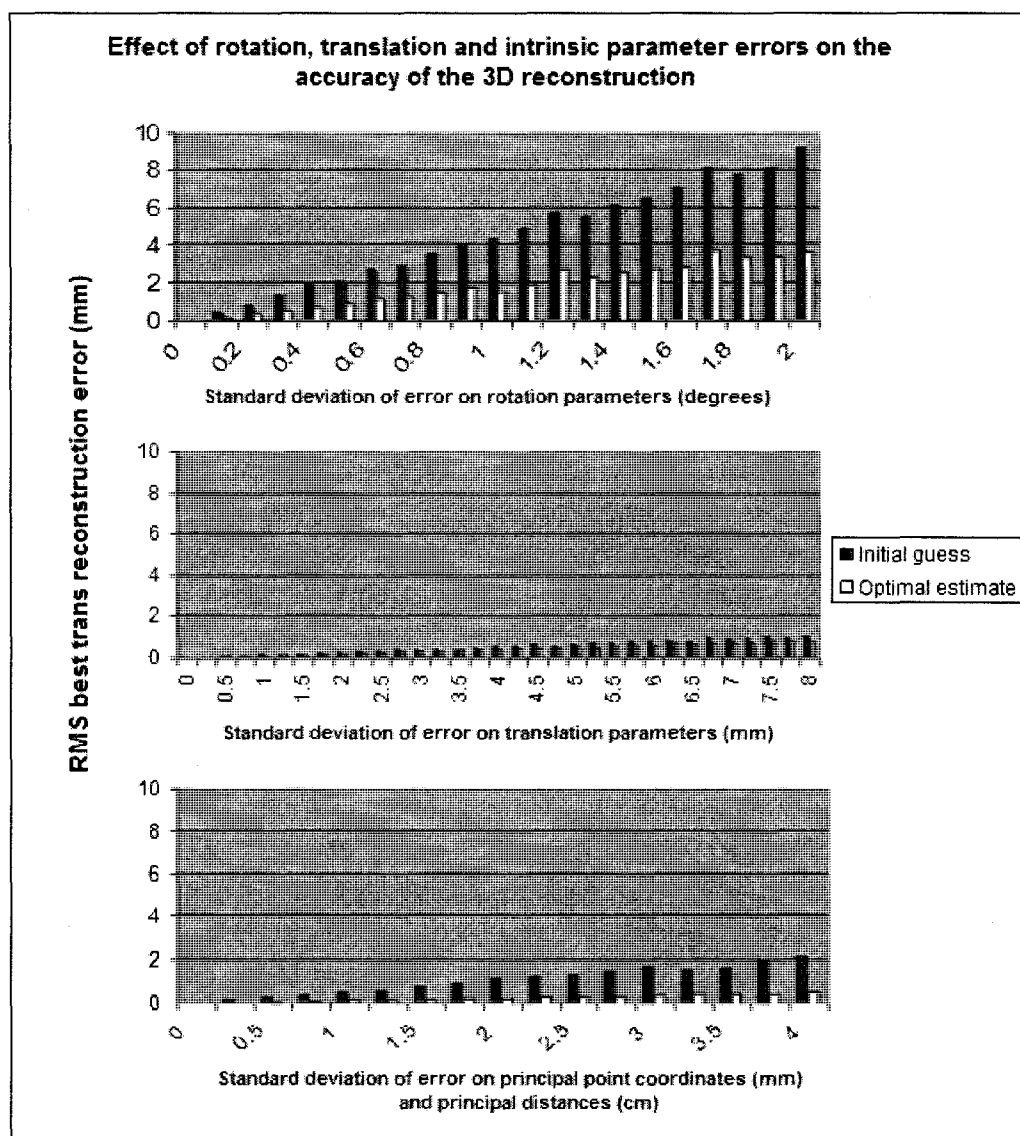 Effect of rotation, translation and intrinsic parameter errors on the
accuracy of the 3D reconstruction
RMS best trans reconstruction error (mm)
10
8
6
4
2
0
0 0.2 0.4 0.6 0.8 1 1.2 1.4 1.6 1.8 2
Standard deviation of error on rotation parameters (degrees)
10
8
6
4
2
0
0 0.5 1 1.5 2 2.5 3 3.5 4 4.5 5 5.5 6 6.5 7 7.5 8
Standard deviation of error on translation parameters (mm)
Initial guess
Optimal estimate
10
8
6
4
2
0
0 0.5 1 1.5 2 2.5 3 3.5 4
Standard deviation of error on principal point coordinates (mm)
and principal distances (cm)